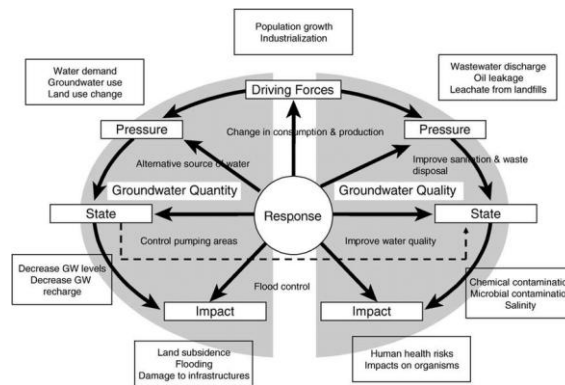 Population growth
Industrialization
Water demand
Groundwater use
Land use change
Wastewater discharge
Oil leakage
Leachate from landfills
Driving Forces
Pressure
Change in consumption & production
Pressure
Alternative source of water
Improve sanitation & waste
disposal
Groundwater Quantity
Groundwater Quality
State
Response
State
Control pumping areas
Improve water quality
Decrease GW levels
Decrease GW
recharge
Flood control
Chemical contamination
Microbial contamination
Salinity
Impact
Impact
Land subsidence
Flooding
Damage to infrastructures
Human health risks
Impacts on organisms